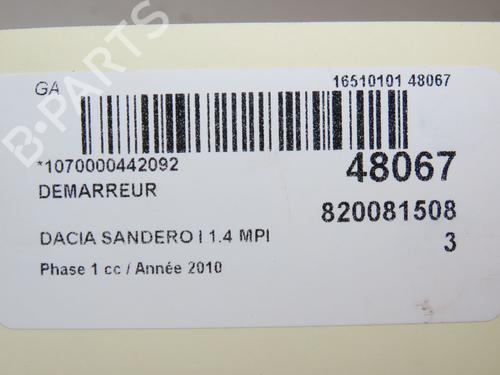 GA
16510101 48067
*1070000442092
48067
DEMARREUR
820081508
3
DACIA SANDERO I 1.4 MPI
Phase 1 cc / Année 2010
B-PARTS